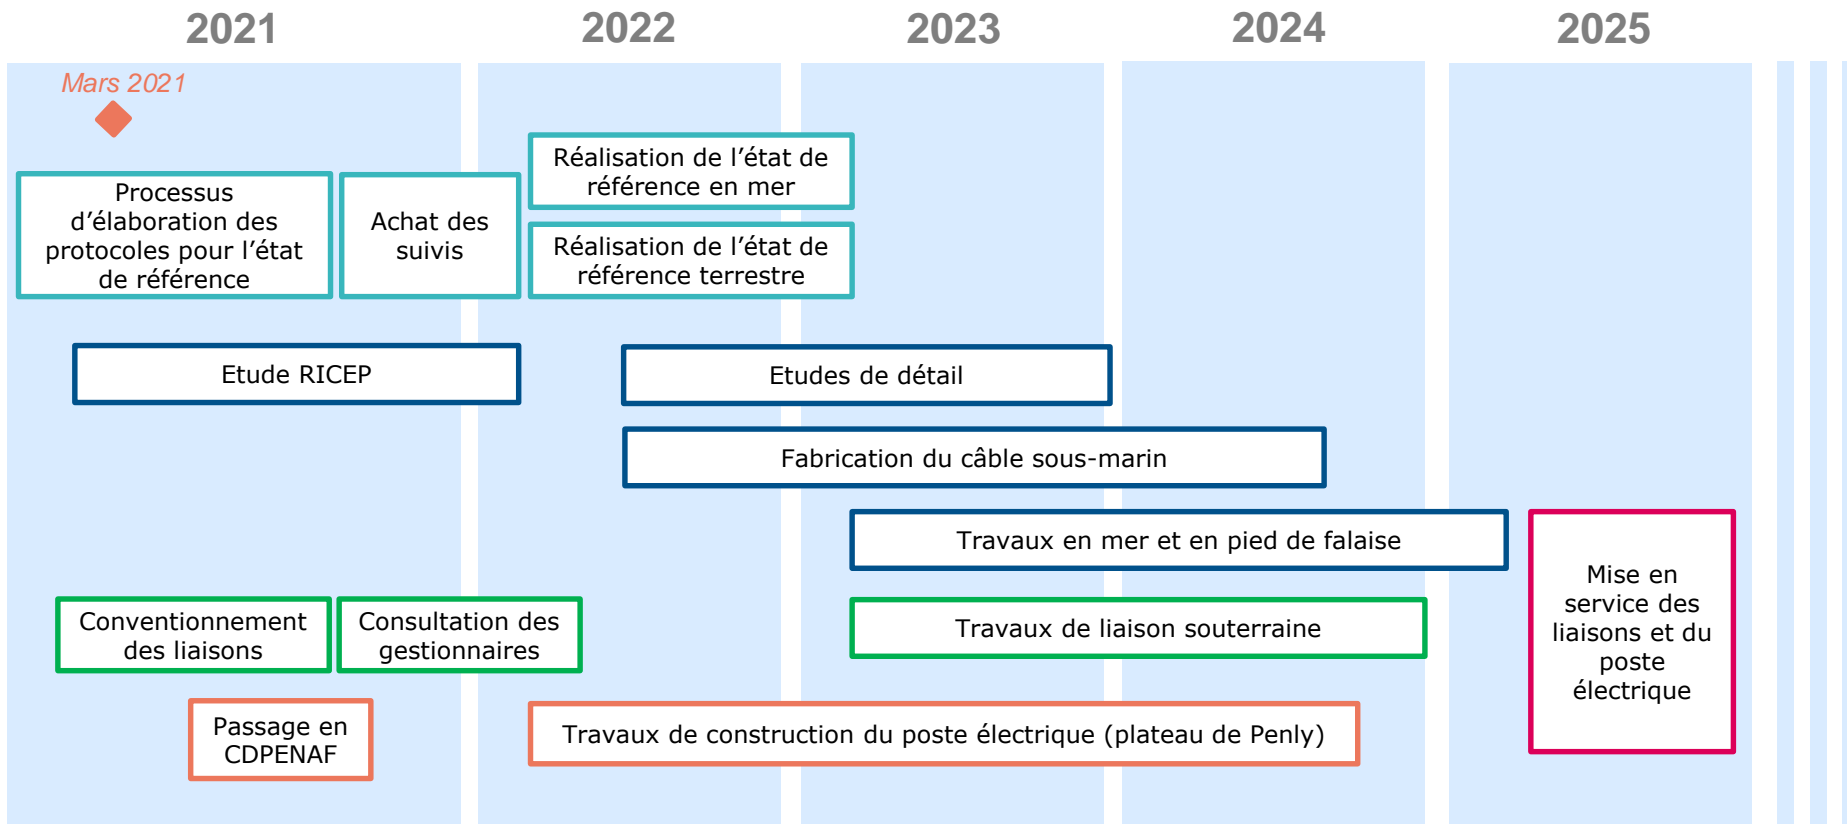 2021
2022
2023
2024
2025
Mars 2021
Processus
d’élaboration des
protocoles pour l’état
de référence
Achat des
suivis
Réalisation de l’état de
référence en mer
Réalisation de l’état de
référence terrestre
Etude RICEP
Etudes de détail
Fabrication du câble sous-marin
Travaux en mer et en pied de falaise
Mise en
service des
liaisons et du
poste
électrique
Conventionnement
des liaisons
Consultation des
gestionnaires
Travaux de liaison souterraine
Passage en
CDPENAF
Travaux de construction du poste électrique (plateau de Penly)